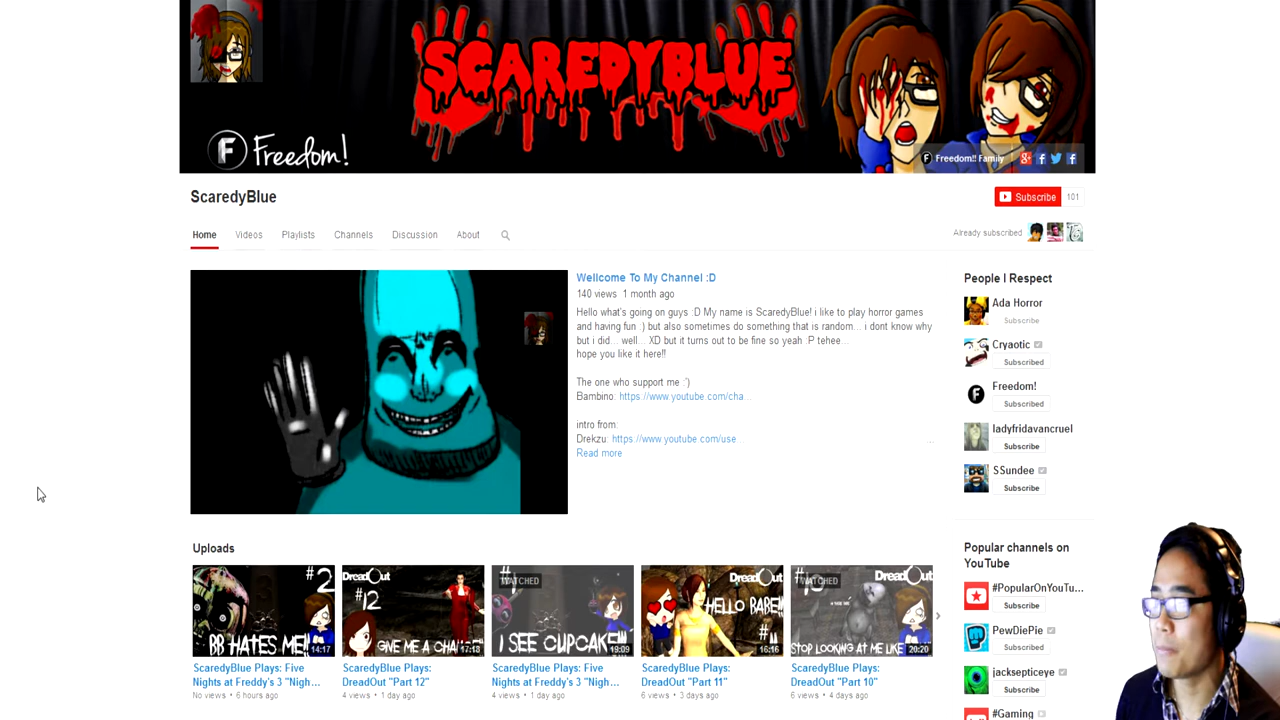 SCAREDYBLUE
F Freedom!
F Freedom!! Family
ScaredyBlue
Subscribe 101
Home Videos Playlists Channels Discussion About
Already subscribed
Wellcome To My Channel :D
140 views 1 month ago
Hello what's going on guys :D My name is ScaredyBlue! i like to play horror games
and having fun :) but also sometimes do something that is random... i dont know why
but i did... well... XD but it turns out to be fine so yeah :P tehee...
hope you like it here!!
The one who support me :')
Bambino: https://www.youtube.com/cha...
intro from:
Drekzu: https://www.youtube.com/use...
Read more
People I Respect
Ada Horror
Subscribe
Cryaotic
Subscribed
Freedom!
Subscribed
ladyfridavancruel
Subscribe
SSundee
Subscribe
Uploads
#2
BB HATES ME!!
14:17
DreadOut
#12
GIVE ME A CHANCE
17:18
WATCHED
I SEE CUPCAKE!!!
19:09
DreadOut
HELLO BABE!!
#11
16:16
WATCHED
DreadOut
#10
STOP LOOKING AT ME LIKE
20:20
ScaredyBlue Plays: Five
Nights at Freddy's 3 "Nigh...
No views • 6 hours ago
ScaredyBlue Plays:
DreadOut "Part 12"
4 views • 1 day ago
ScaredyBlue Plays: Five
Nights at Freddy's 3 "Nigh...
4 views • 1 day ago
ScaredyBlue Plays:
DreadOut "Part 11"
6 views • 3 days ago
ScaredyBlue Plays:
DreadOut "Part 10"
6 views • 4 days ago
Popular channels on
YouTube
#PopularOnYouTu...
Subscribe
PewDiePie
Subscribed
jacksepticeye
Subscribe
#Gaming